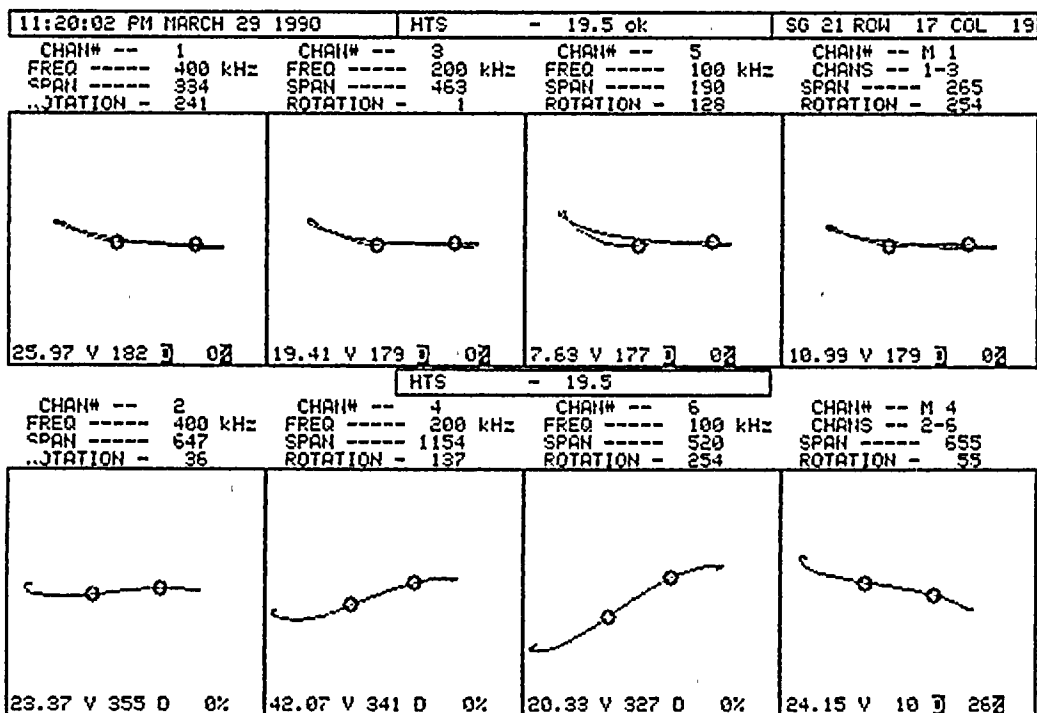 11:20:02 PM MARCH 29 1990 HTS - 19.5 ok SG 21 ROW 17 COL 19
CHAN# -- 1 CHAN# -- 3 CHAN# -- 5 CHAN# -- M 1
FREQ ----- 400 kHz FREQ ----- 200 kHz FREQ ----- 100 kHz CHANS -- 1-3
SPAN ----- 334 SPAN ----- 463 SPAN ----- 190 SPAN ----- 265
..OTATION - 241 ROTATION - 1 ROTATION - 128 ROTATION - 254
25.97 V 182 D 0% 19.41 V 179 D 0% 7.63 V 177 D 0% 10.99 V 179 D 0%
HTS - 19.5
CHAN# -- 2 CHAN# -- 4 CHAN# -- 6 CHAN# -- M 4
FREQ ----- 400 kHz FREQ ----- 200 kHz FREQ ----- 100 kHz CHANS -- 2-6
SPAN ----- 647 SPAN ----- 1154 SPAN ----- 520 SPAN ----- 655
..OTATION - 36 ROTATION - 137 ROTATION - 254 ROTATION - 55
23.37 V 355 D 0% 42.07 V 341 D 0% 20.33 V 327 D 0% 24.15 V 10 D 26%